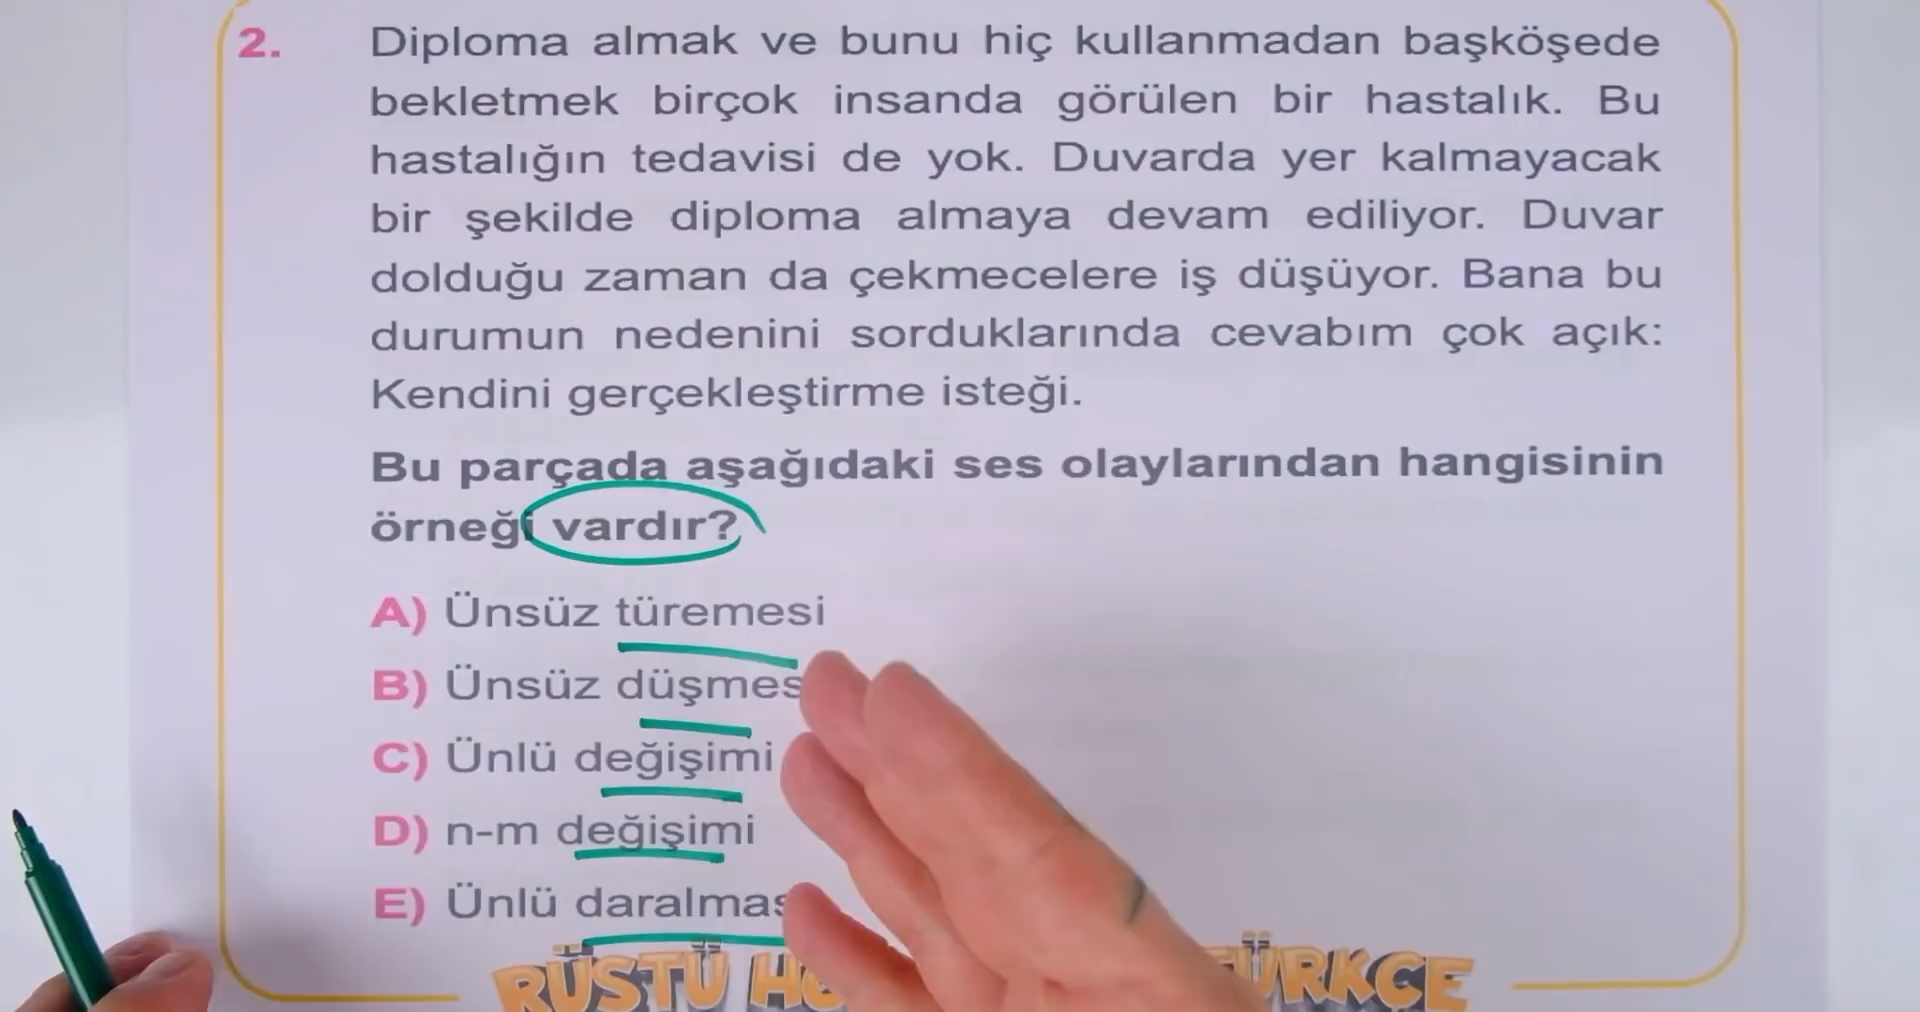 2. Diploma almak ve bunu hiç kullanmadan başköşede
bekletmek birçok insanda görülen bir hastalık. Bu
hastalığın tedavisi de yok. Duvarda yer kalmayacak
bir şekilde diploma almaya devam ediliyor. Duvar
dolduğu zaman da çekmecelere iş düşüyor. Bana bu
durumun nedenini sorduklarında cevabım çok açık:
Kendini gerçekleştirme isteği.
Bu parçada aşağıdaki ses olaylarından hangisinin
örneği vardır?
A) Ünsüz türemesi
B) Ünsüz düşmes
C) Ünlü değişimi
D) n-m değişimi
E) Ünlü daralmas
RÜSTÜ